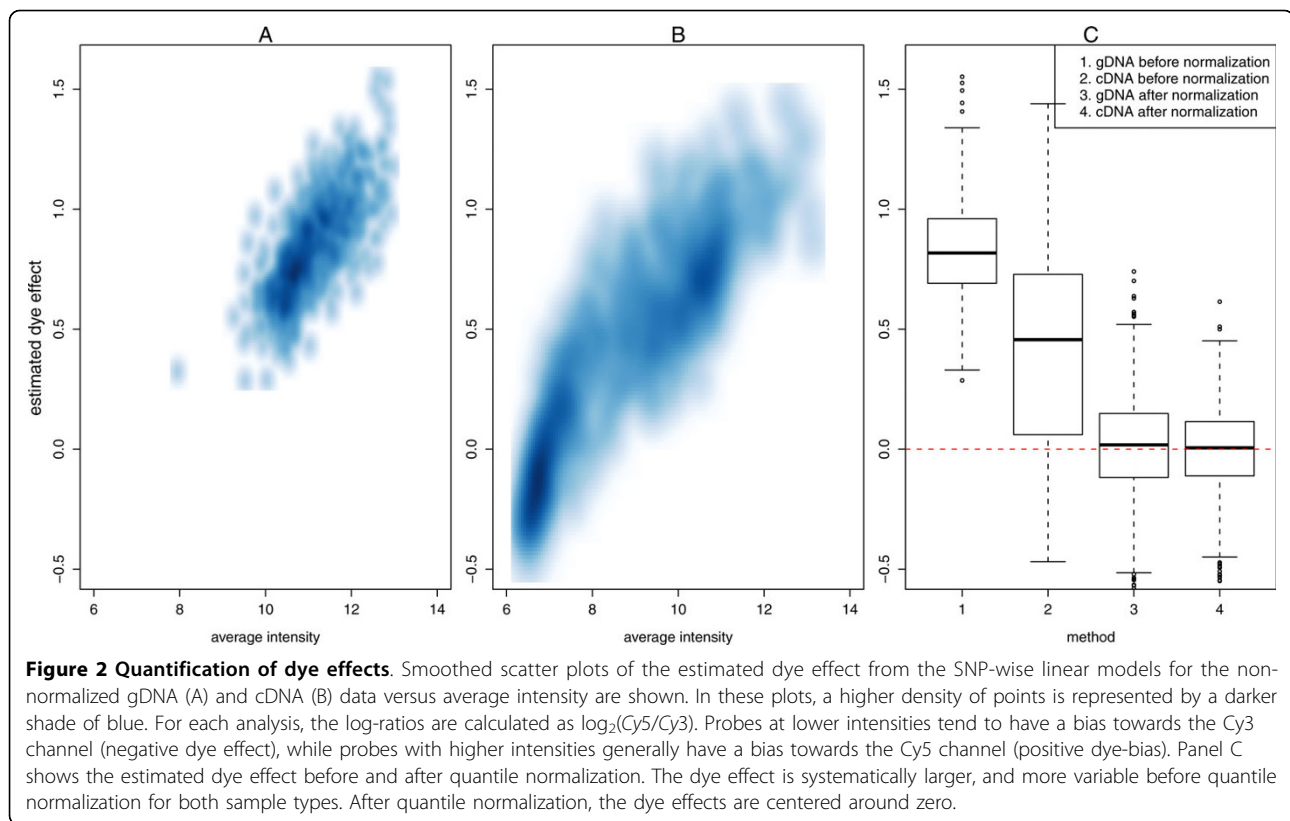 A
B
C
1. gDNA before normalization
2. cDNA before normalization
3. gDNA after normalization
4. cDNA after normalization
estimated dye effect
1.5
1.0
0.5
0.0
−0.5
1.5
1.0
0.5
0.0
−0.5
1.5
1.0
0.5
0.0
−0.5
6 8 10 12 14
6 8 10 12 14
1 2 3 4
average intensity
average intensity
method
Figure 2 Quantification of dye effects. Smoothed scatter plots of the estimated dye effect from the SNP-wise linear models for the non-
normalized gDNA (A) and cDNA (B) data versus average intensity are shown. In these plots, a higher density of points is represented by a darker
shade of blue. For each analysis, the log-ratios are calculated as log₂(Cy5/Cy3). Probes at lower intensities tend to have a bias towards the Cy3
channel (negative dye effect), while probes with higher intensities generally have a bias towards the Cy5 channel (positive dye-bias). Panel C
shows the estimated dye effect before and after quantile normalization. The dye effect is systematically larger, and more variable before quantile
normalization for both sample types. After quantile normalization, the dye effects are centered around zero.